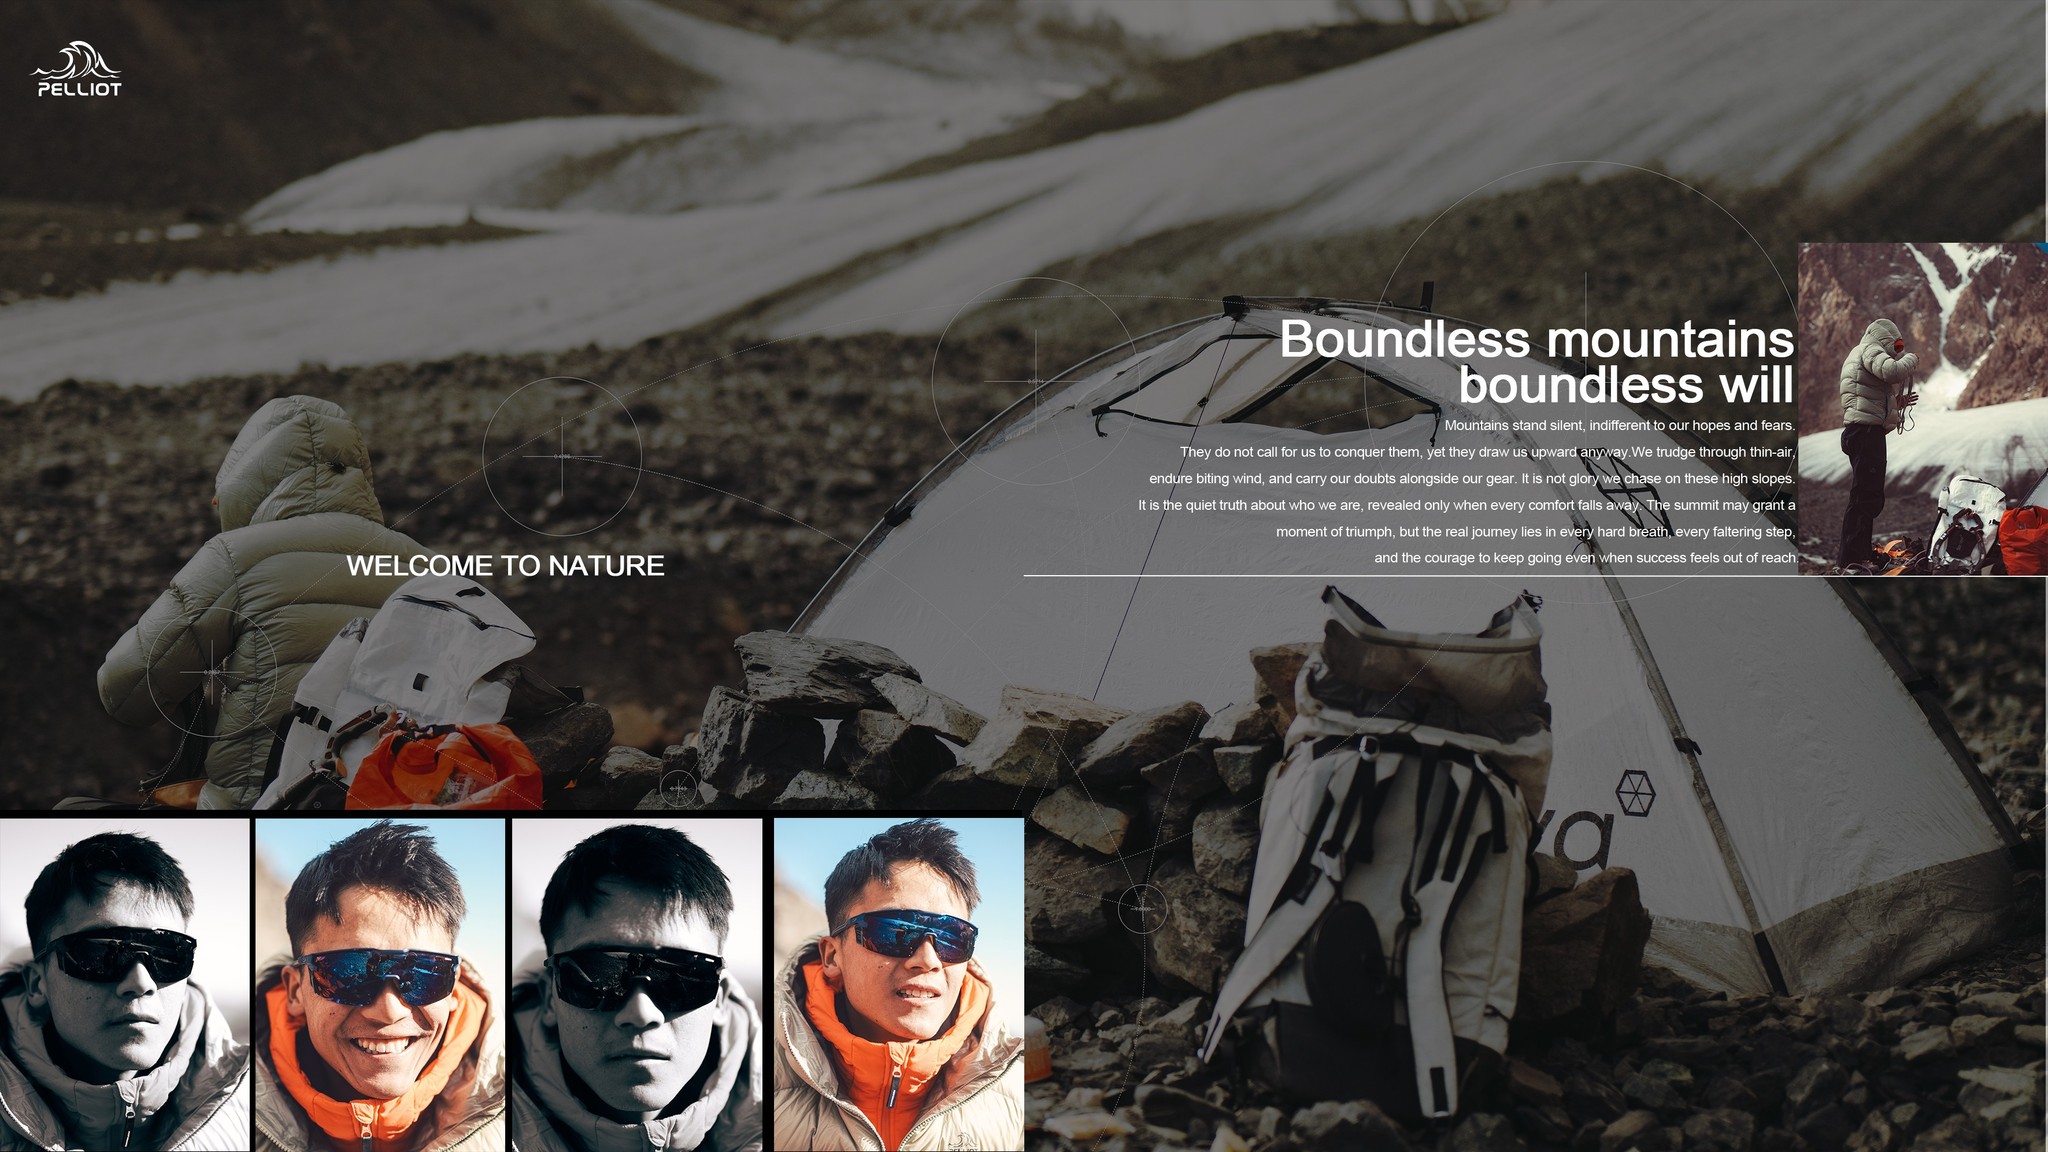 PELLIOT
Boundless mountains
boundless will
Mountains stand silent, indifferent to our hopes and fears.
They do not call for us to conquer them, yet they draw us upward anyway.We trudge through thin-air,
endure biting wind, and carry our doubts alongside our gear. It is not glory we chase on these high slopes.
It is the quiet truth about who we are, revealed only when every comfort falls away. The summit may grant a
moment of triumph, but the real journey lies in every hard breath, every faltering step,
and the courage to keep going even when success feels out of reach
WELCOME TO NATURE
PELLIOT